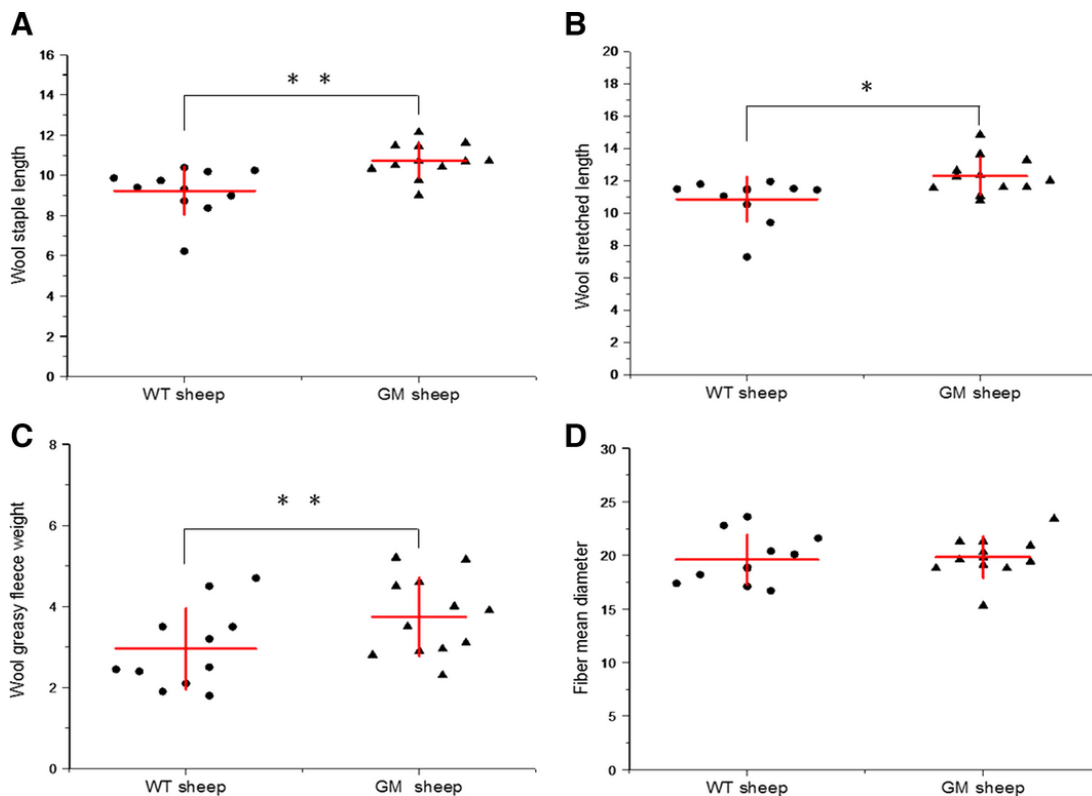 A
Wool staple length
16
14
12
10
8
6
4
2
0
* *
WT sheep GM sheep
B
Wool stretched length
20
18
16
14
12
10
8
6
4
2
0
*
WT sheep GM sheep
C
Wool greasy fleece weight
8
6
4
2
0
* *
WT sheep GM sheep
D
Fiber mean diameter
30
25
20
15
10
5
0
WT sheep GM sheep